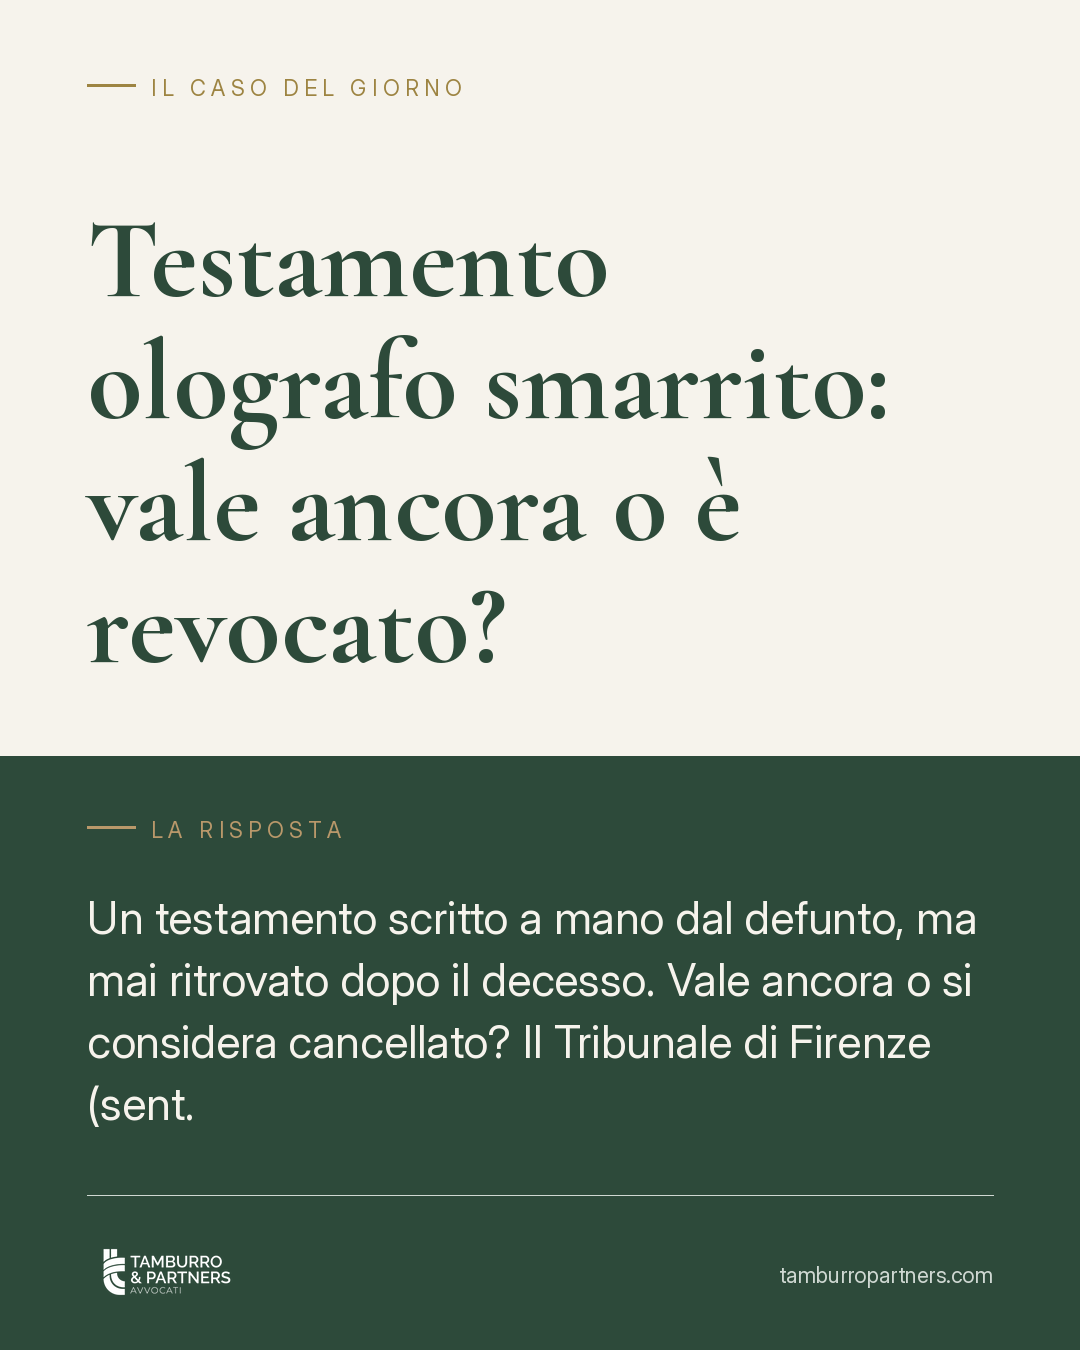 IL CASO DEL GIORNO
Testamento
olografo smarrito:
vale ancora o è
revocato?
LA RISPOSTA
Un testamento scritto a mano dal defunto, ma
mai ritrovato dopo il decesso. Vale ancora o si
considera cancellato? Il Tribunale di Firenze
(sent.
TAMBURRO
& PARTNERS
AVVOCATI
tamburropartners.com